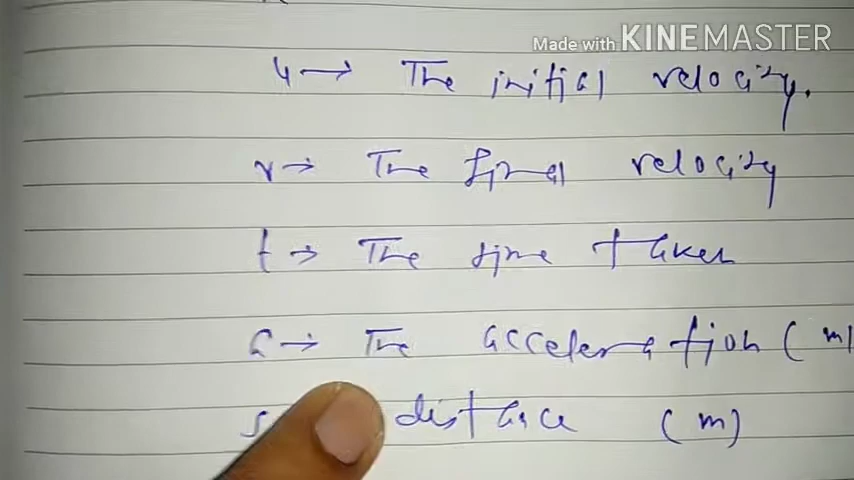 Made with KINEMASTER
u → The initial velocity.
v → The final velocity
t → The time taken
a → The acceleration (m
s distance (m)